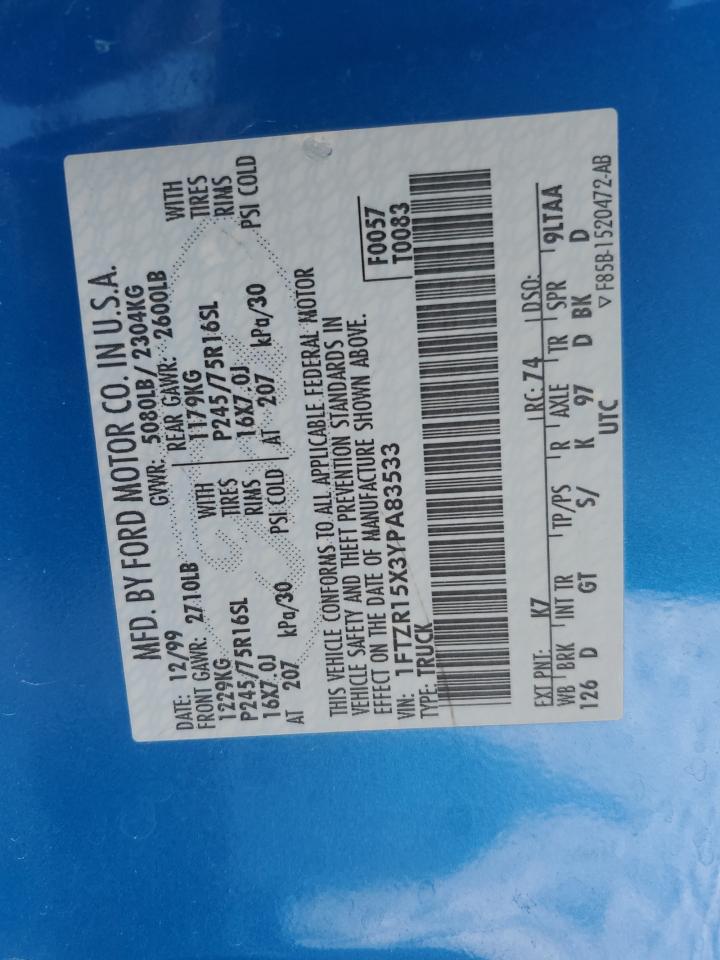 MFD. BY FORD MOTOR CO. IN U.S.A.
DATE: 12/99 GVWR: 5080LB/ 2304KG
FRONT GAWR: 2710LB REAR GAWR: 2600LB
1229KG WITH 1179KG WITH
P245/75R16SL TIRES P245/75R16SL TIRES
16X7.0J RIMS 16X7.0J RIMS
AT 207 kPa/30 PSI COLD AT 207 kPa/30 PSI COLD
THIS VEHICLE CONFORMS TO ALL APPLICABLE FEDERAL MOTOR
VEHICLE SAFETY AND THEFT PREVENTION STANDARDS IN
EFFECT ON THE DATE OF MANUFACTURE SHOWN ABOVE.
VIN: 1FTZR15X3YPA83533 F0057
TYPE: TRUCK T0083
EXT PNT: K7 RC: 74 DSO:
WB BRK INT TR TP/PS R AXLE TR SPR 9LTAA
126 D GT S/ K 97 D BK D
UTC ▽ F85B-1520472-AB